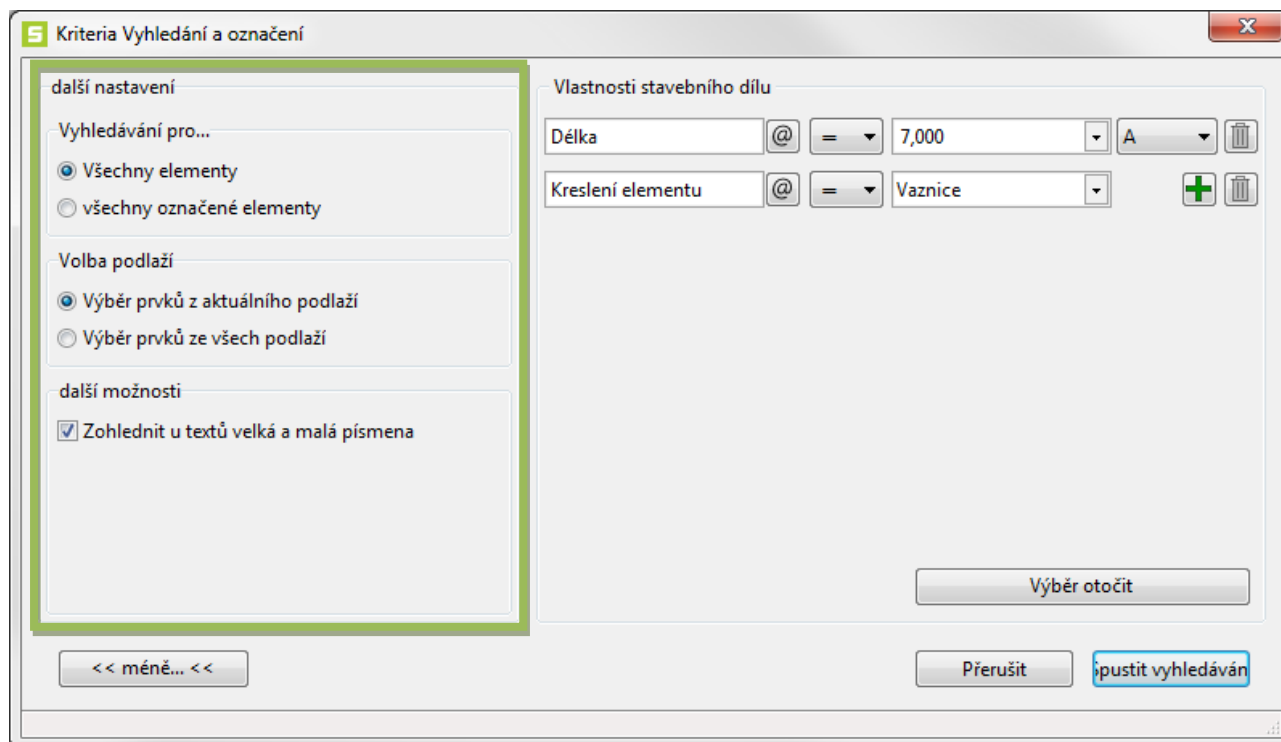 S Kriteria Vyhledání a označení
další nastavení
Vyhledávání pro...
Všechny elementy
všechny označené elementy
Volba podlaží
Výběr prvků z aktuálního podlaží
Výběr prvků ze všech podlaží
další možnosti
Zohlednit u textů velká a malá písmena
Vlastnosti stavebního dílu
Délka @ = 7,000 A
Kreslení elementu @ = Vaznice
Výběr otočit
<< méně... <<
Přerušit
pustit vyhledáván